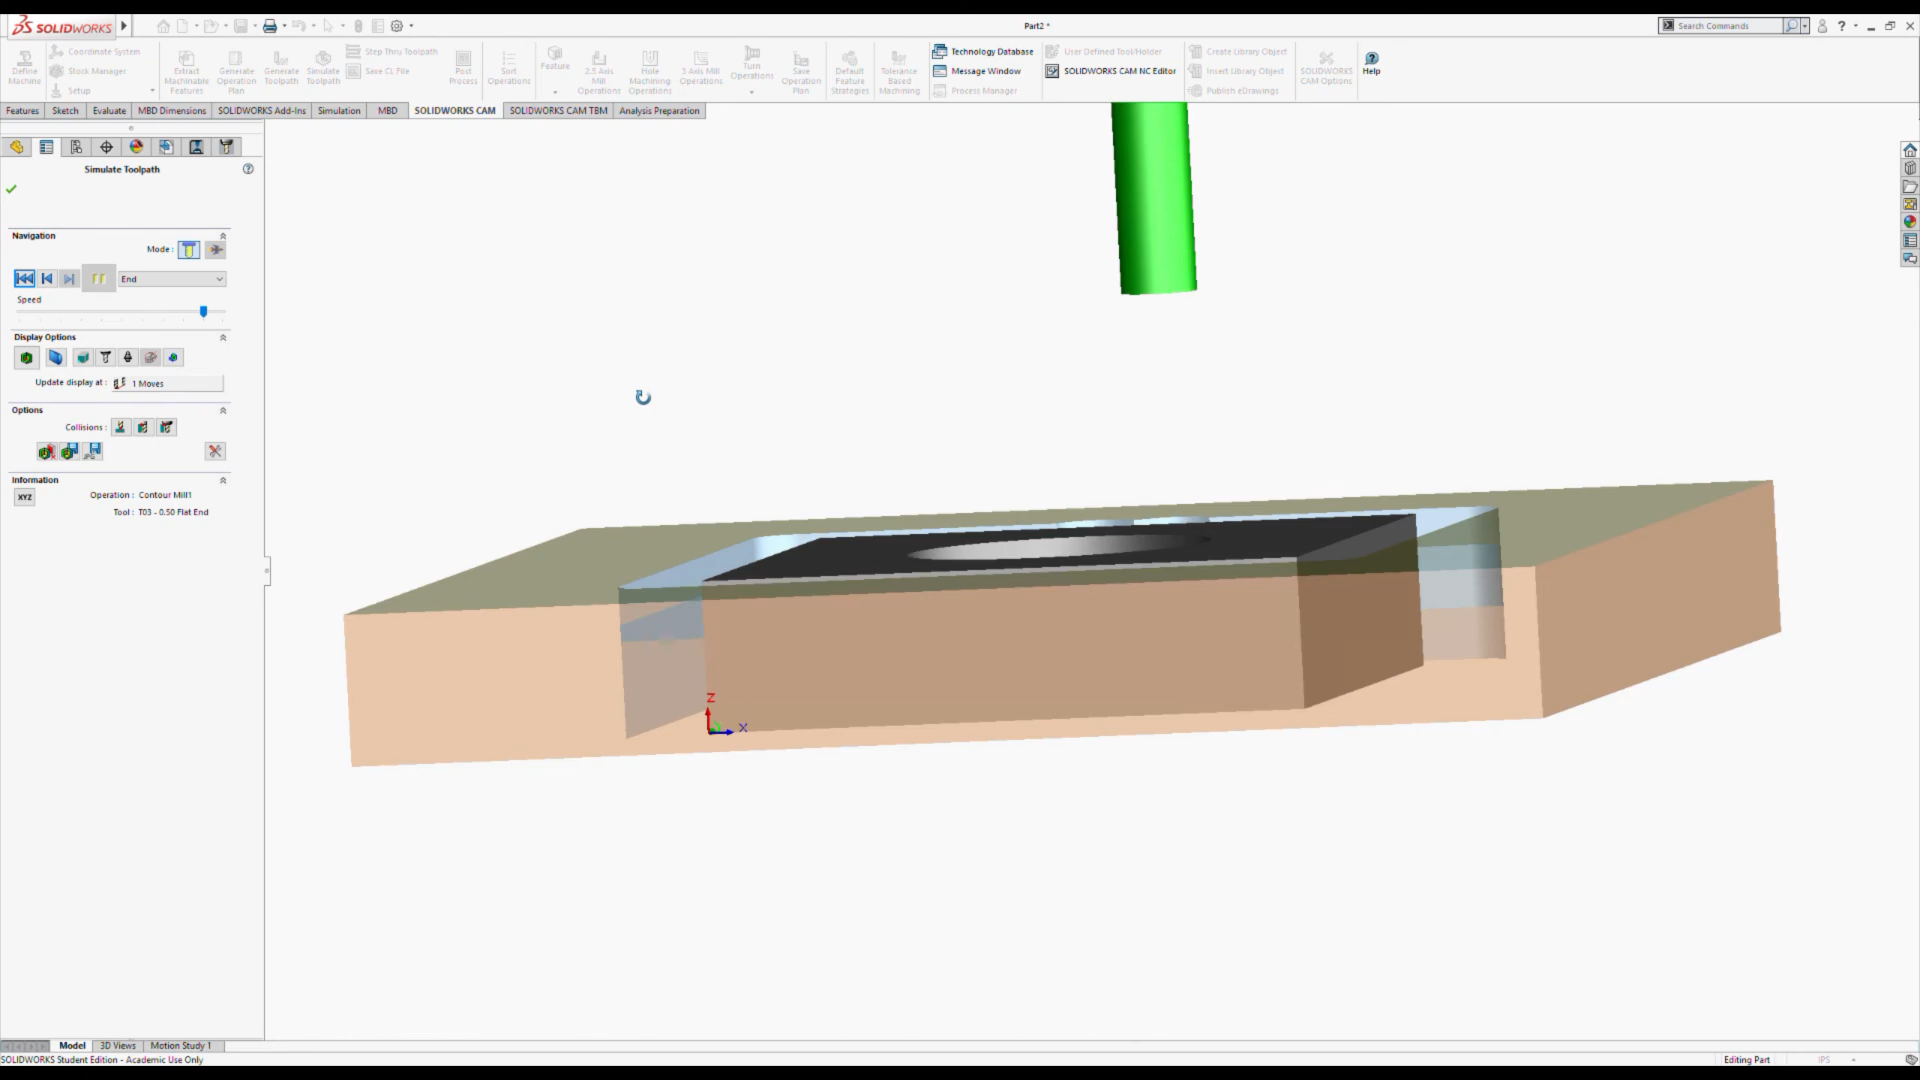 SOLIDWORKS
Part2 *
Search Commands
Define Machine
Coordinate System
Stock Manager
Setup
Extract Machinable Features
Generate Operation Plan
Generate Toolpath
Simulate Toolpath
Step Thru Toolpath
Save CL File
Post Process
Sort Operations
Feature
2.5 Axis Mill Operations
Hole Machining Operations
3 Axis Mill Operations
Turn Operations
Save Operation Plan
Default Feature Strategies
Tolerance Based Machining
Technology Database
Message Window
Process Manager
User Defined Tool/Holder
SOLIDWORKS CAM NC Editor
Create Library Object
Insert Library Object
Publish eDrawings
SOLIDWORKS CAM Options
Help
Features
Sketch
Evaluate
MBD Dimensions
SOLIDWORKS Add-Ins
Simulation
MBD
SOLIDWORKS CAM
SOLIDWORKS CAM TBM
Analysis Preparation
Simulate Toolpath
Navigation
Mode :
End
Speed
Display Options
Update display at :
1 Moves
Options
Collisions :
Information
XYZ
Operation : Contour Mill1
Tool : T03 - 0.50 Flat End
Z
X
Model
3D Views
Motion Study 1
SOLIDWORKS Student Edition - Academic Use Only
Editing Part
IPS